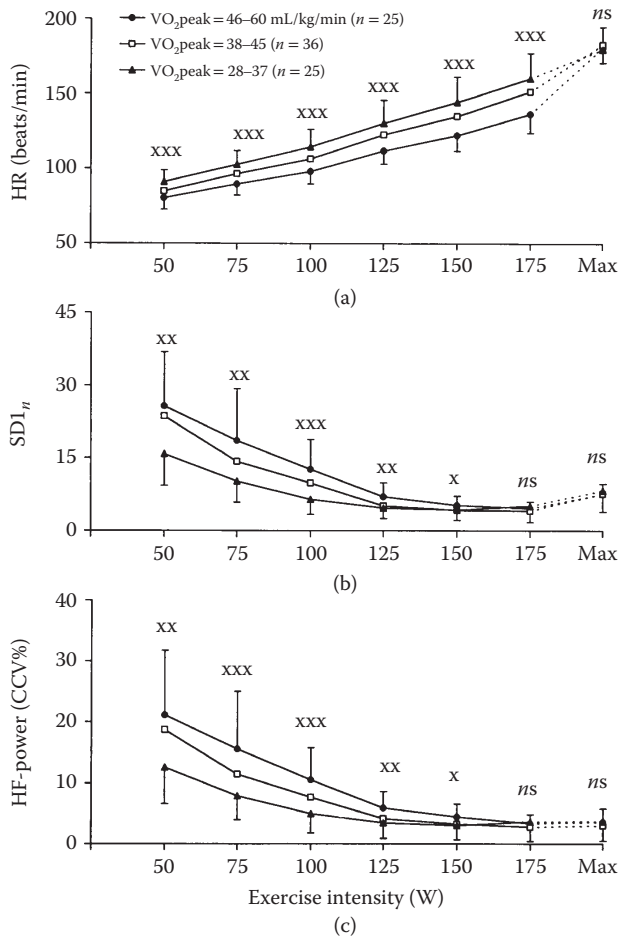 200
150
100
50
HR (beats/min)
VO2peak = 46–60 mL/kg/min (n = 25)
VO2peak = 38–45 (n = 36)
VO2peak = 28–37 (n = 25)
xxx xxx xxx xxx xxx xxx ns
50 75 100 125 150 175 Max
(a)
45
30
15
0
SD1n
xx xx xxx xx x ns ns
50 75 100 125 150 175 Max
(b)
40
30
20
10
0
HF-power (CCV%)
xx xxx xxx xx x ns ns
50 75 100 125 150 175 Max
Exercise intensity (W)
(c)